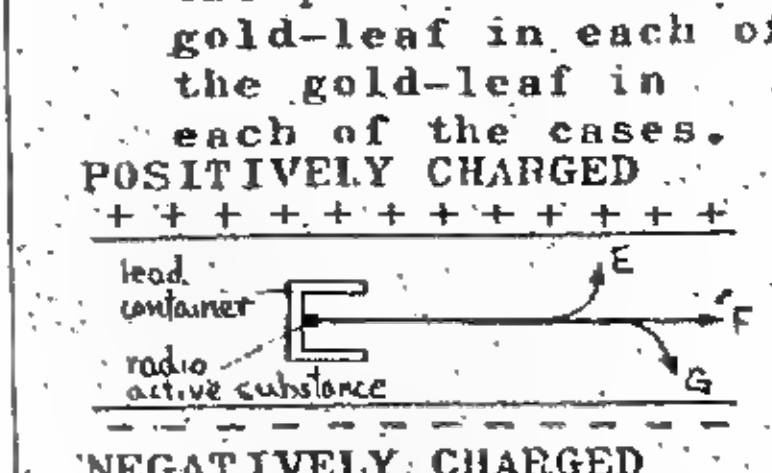 gold-leaf in each of
the gold-leaf in
each of the cases.
POSITIVELY CHARGED
+ + + + + + + + + + + +
E
lead
container
F
radio
active substance
G
- - - - - - - - - - - -
NEGATIVELY CHARGED